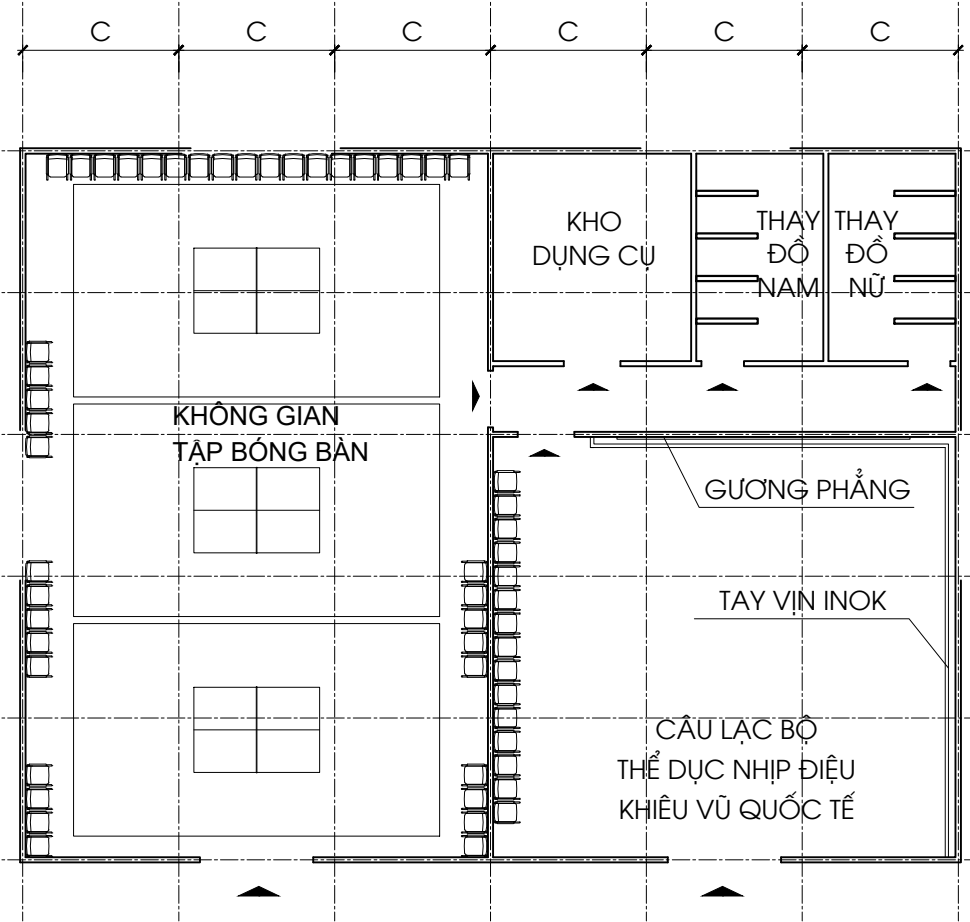 C C C C C C
KHO
DỤNG CỤ
THAY
ĐỒ
NAM
THAY
ĐỒ
NỮ
KHÔNG GIAN
TẬP BÓNG BÀN
GƯƠNG PHẲNG
TAY VỊN INOK
CÂU LẠC BỘ
THỂ DỤC NHỊP ĐIỆU
KHIÊU VŨ QUỐC TẾ